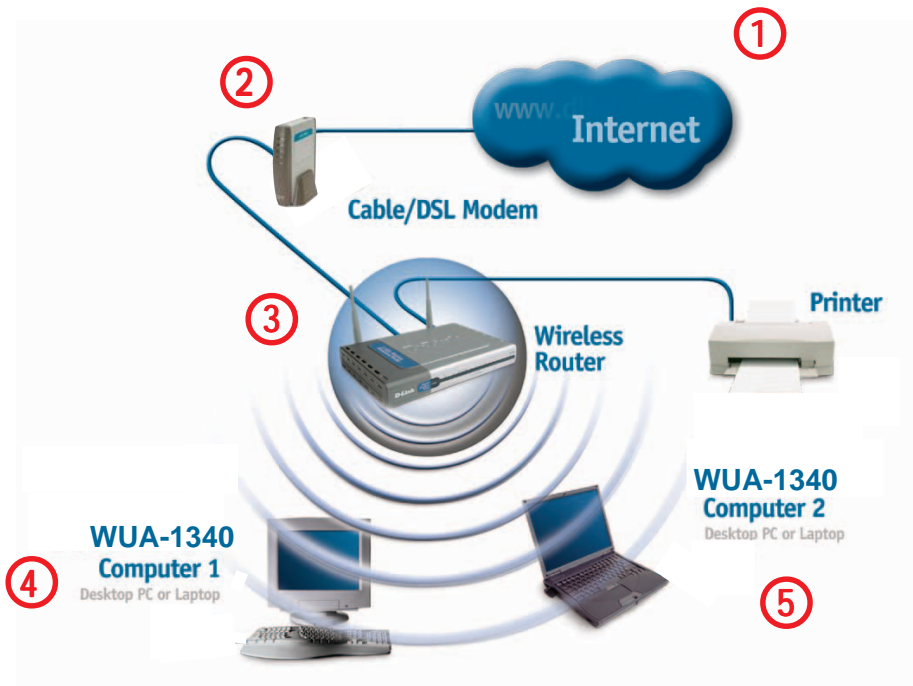 1
2
www.d
Internet
Cable/DSL Modem
3
Printer
Wireless
Router
D-Link
WUA-1340
Computer 2
Desktop PC or Laptop
WUA-1340
Computer 1
Desktop PC or Laptop
4
5